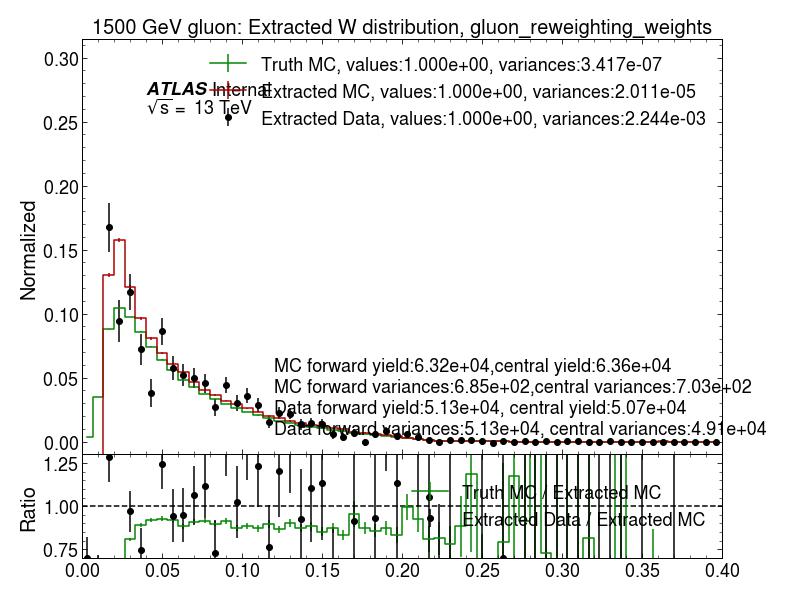 1500 GeV gluon: Extracted W distribution, gluon_reweighting_weights
Truth MC, values:1.000e+00, variances:3.417e-07
ATLAS Internal
Extracted MC, values:1.000e+00, variances:2.011e-05
√s = 13 TeV
Extracted Data, values:1.000e+00, variances:2.244e-03
0.30
0.25
0.20
0.15
0.10
0.05
0.00
Normalized
MC forward yield:6.32e+04,central yield:6.36e+04
MC forward variances:6.85e+02,central variances:7.03e+02
Data forward yield:5.13e+04, central yield:5.07e+04
Data forward variances:5.13e+04, central variances:4.91e+04
1.25
1.00
0.75
Ratio
Truth MC / Extracted MC
Extracted Data / Extracted MC
0.00 0.05 0.10 0.15 0.20 0.25 0.30 0.35 0.40